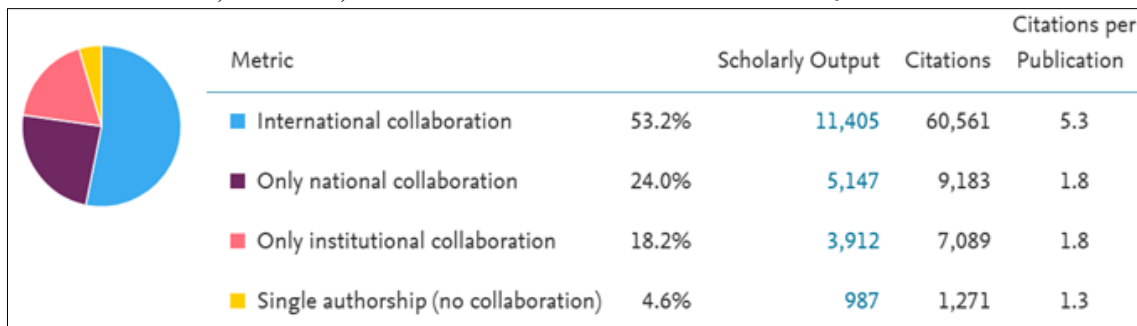 Metric Scholarly Output Citations Citations per Publication
International collaboration 53.2% 11,405 60,561 5.3
Only national collaboration 24.0% 5,147 9,183 1.8
Only institutional collaboration 18.2% 3,912 7,089 1.8
Single authorship (no collaboration) 4.6% 987 1,271 1.3